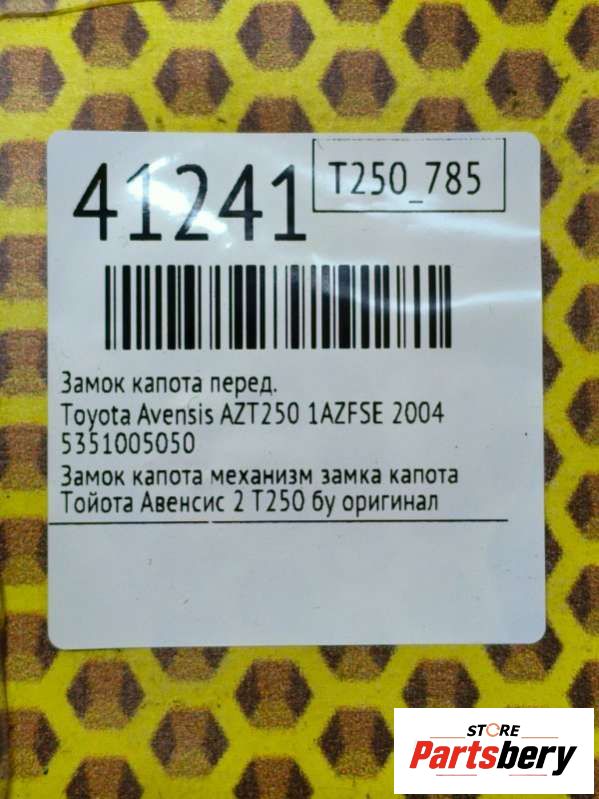 41241
T250_785
Замок капота перед.
Toyota Avensis AZT250 1AZFSE 2004
5351005050
Замок капота механизм замка капота
Тойота Авенсис 2 Т250 бу оригинал
STORE
Partsbery